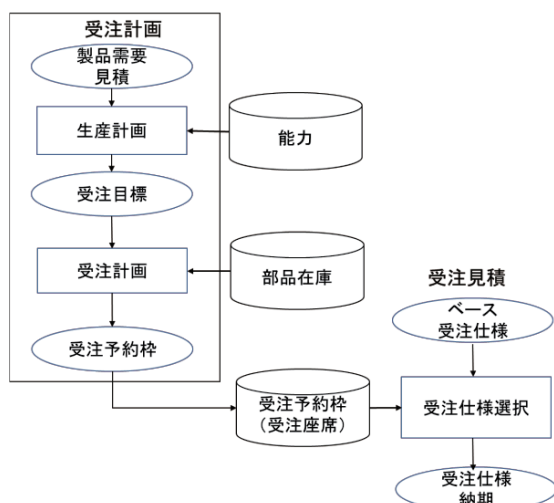 受注計画
製品需要
見積
生産計画
能力
受注目標
受注計画
部品在庫
受注予約枠
受注見積
ベース
受注仕様
受注予約枠
（受注座席）
受注仕様選択
受注仕様
納期